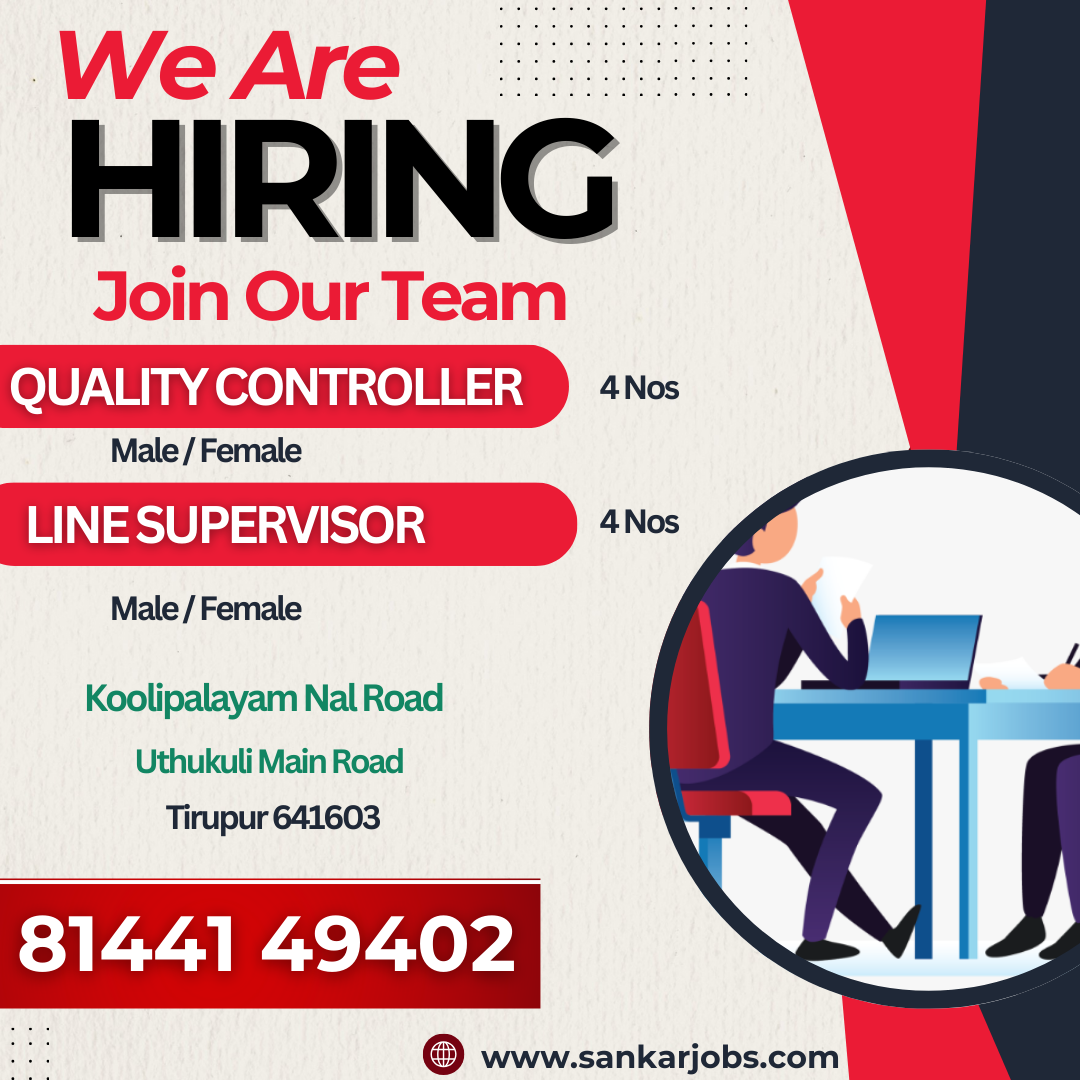 We Are
HIRING
Join Our Team
QUALITY CONTROLLER 4 Nos
Male / Female
LINE SUPERVISOR 4 Nos
Male / Female
Koolipalayam Nal Road
Uthukuli Main Road
Tirupur 641603
81441 49402
www.sankarjobs.com